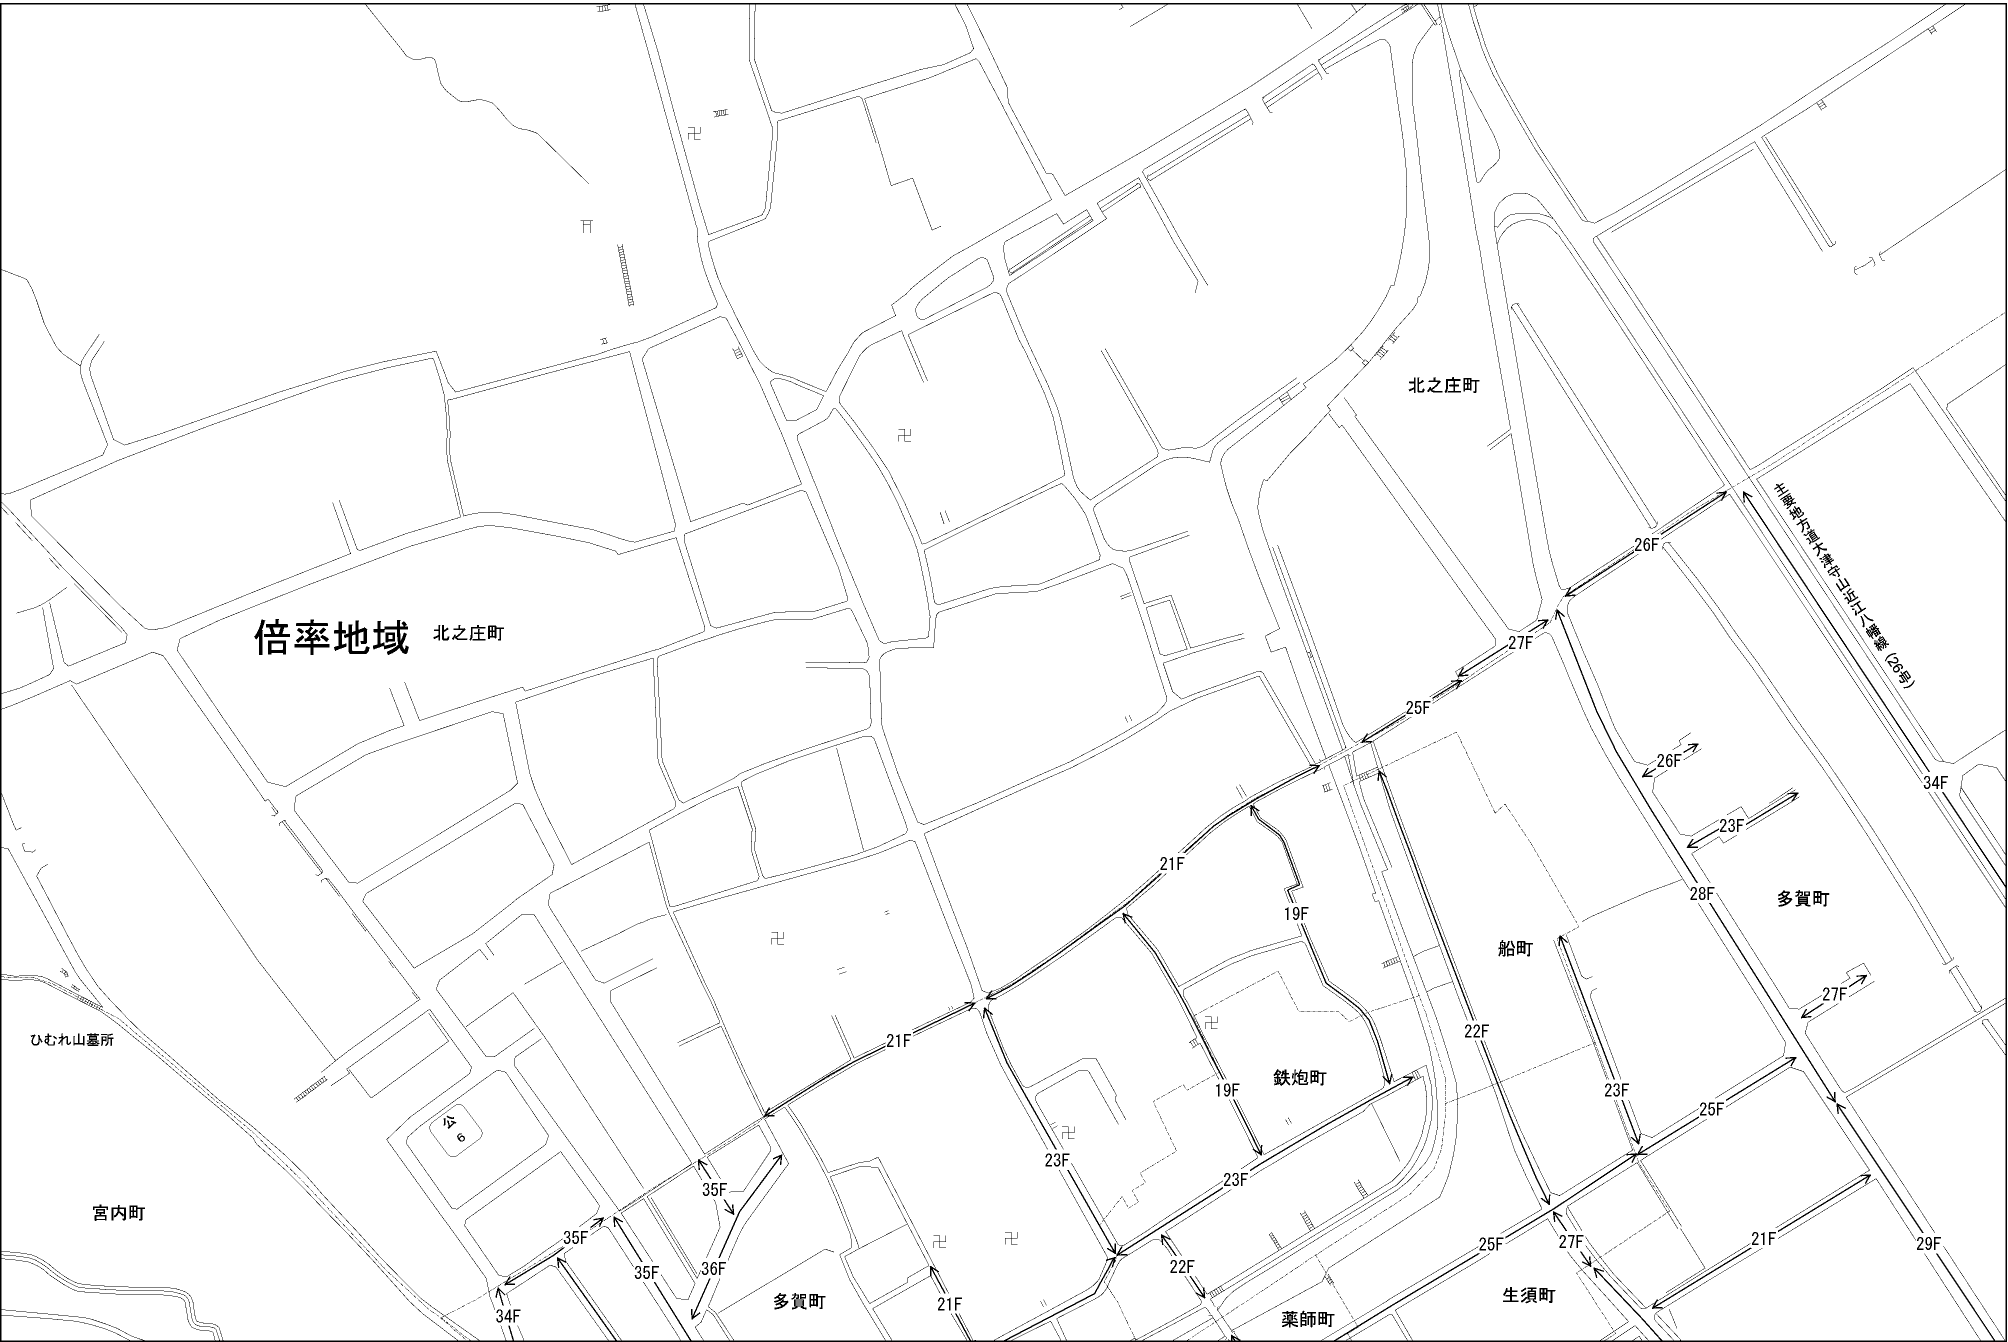 北之庄町
26F
主要地方道大津守山近江八幡線(26号)
倍率地域
北之庄町
27F
25F
26F
34F
23F
21F
28F
多賀町
19F
船町
27F
ひむれ山墓所
21F
22F
鉄炮町
19F
23F
25F
公
6
23F
23F
35F
宮内町
35F
36F
35F
22F
25F
27F
21F
29F
多賀町
21F
生須町
34F
薬師町